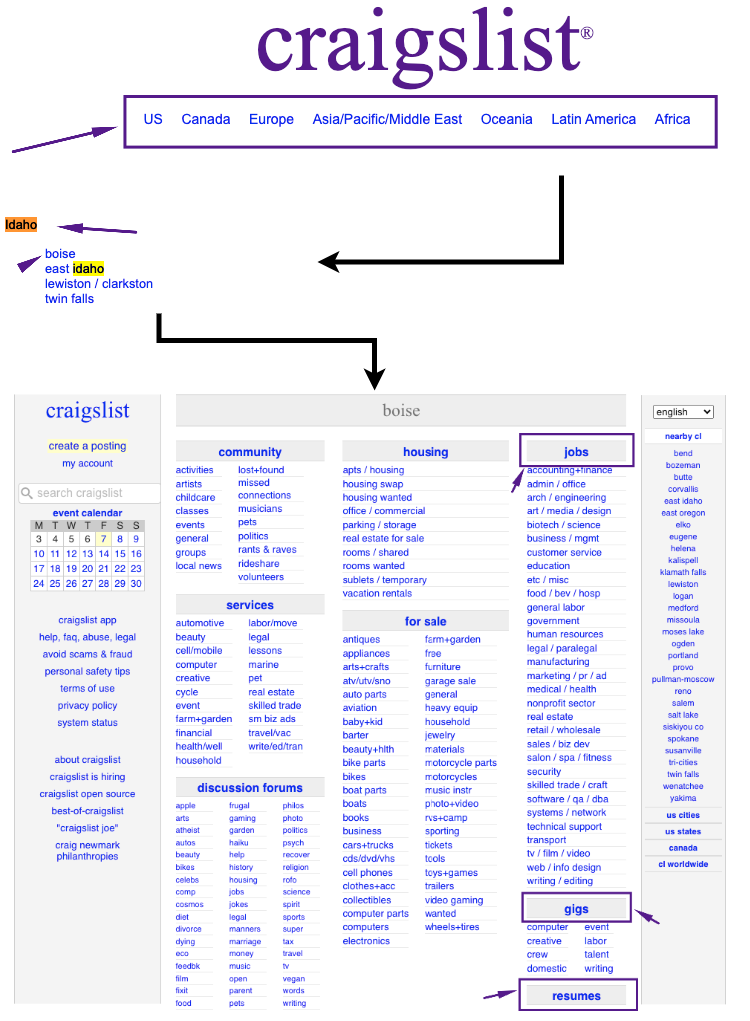 craigslist®
US Canada Europe Asia/Pacific/Middle East Oceania Latin America Africa
Idaho
boise
east idaho
lewiston / clarkston
twin falls
craigslist
create a posting
my account
search craigslist
event calendar
M T W T F S S
3 4 5 6 7 8 9
10 11 12 13 14 15 16
17 18 19 20 21 22 23
24 25 26 27 28 29 30
craigslist app
help, faq, abuse, legal
avoid scams & fraud
personal safety tips
terms of use
privacy policy
system status
about craigslist
craigslist is hiring
craigslist open source
best-of-craigslist
"craigslist joe"
craig newmark
philanthropies
boise
community
activities
artists
childcare
classes
events
general
groups
local news
lost+found
missed
connections
musicians
pets
politics
rants & raves
rideshare
volunteers
services
automotive
beauty
cell/mobile
computer
creative
cycle
event
farm+garden
financial
health/well
household
labor/move
legal
lessons
marine
pet
real estate
skilled trade
sm biz ads
travel/vac
write/ed/tran
discussion forums
apple
arts
atheist
autos
beauty
bikes
celebs
comp
cosmos
diet
divorce
dying
eco
feedbk
film
fixit
food
frugal
gaming
garden
haiku
help
history
housing
jobs
jokes
legal
manners
marriage
money
music
open
parent
pets
philos
photo
politics
psych
recover
religion
rofo
science
spirit
sports
super
tax
travel
tv
vegan
words
writing
housing
apts / housing
housing swap
housing wanted
office / commercial
parking / storage
real estate for sale
rooms / shared
rooms wanted
sublets / temporary
vacation rentals
for sale
antiques
appliances
arts+crafts
atv/utv/sno
auto parts
aviation
baby+kid
barter
beauty+hlth
bike parts
bikes
boat parts
boats
books
business
cars+trucks
cds/dvd/vhs
cell phones
clothes+acc
collectibles
computer parts
computers
electronics
farm+garden
free
furniture
garage sale
general
heavy equip
household
jewelry
materials
motorcycle parts
motorcycles
music instr
photo+video
rvs+camp
sporting
tickets
tools
toys+games
trailers
video gaming
wanted
wheels+tires
jobs
accounting+finance
admin / office
arch / engineering
art / media / design
biotech / science
business / mgmt
customer service
education
etc / misc
food / bev / hosp
general labor
government
human resources
legal / paralegal
manufacturing
marketing / pr / ad
medical / health
nonprofit sector
real estate
retail / wholesale
sales / biz dev
salon / spa / fitness
security
skilled trade / craft
software / qa / dba
systems / network
technical support
transport
tv / film / video
web / info design
writing / editing
gigs
computer
creative
crew
domestic
event
labor
talent
writing
resumes
english
nearby cl
bend
bozeman
butte
corvallis
east idaho
east oregon
elko
eugene
helena
kalispell
klamath falls
lewiston
logan
medford
missoula
moses lake
ogden
portland
provo
pullman-moscow
reno
salem
salt lake
siskiyou co
spokane
susanville
tri-cities
twin falls
wenatchee
yakima
us cities
us states
canada
cl worldwide